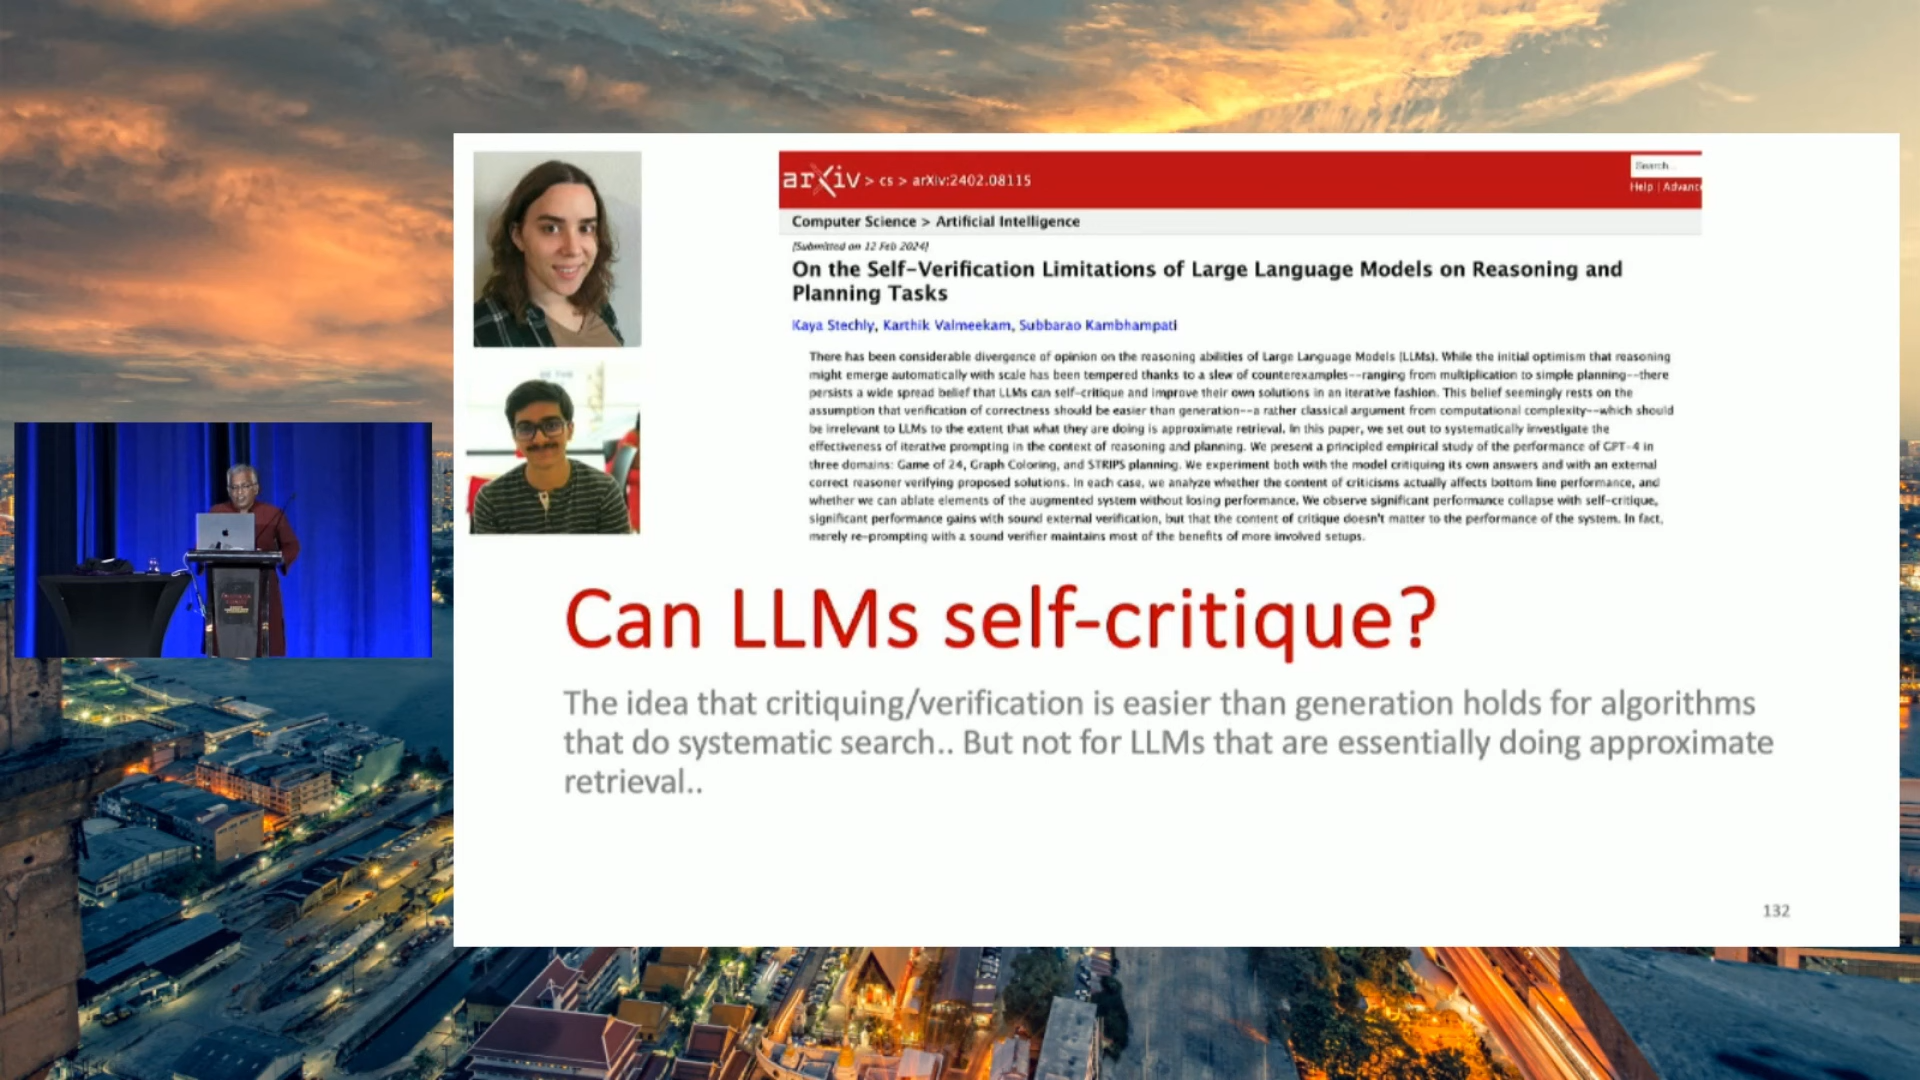 arXiv > cs > arXiv:2402.08115
Search...
Help | Advanc
Computer Science > Artificial Intelligence
[Submitted on 12 Feb 2024]
On the Self-Verification Limitations of Large Language Models on Reasoning and
Planning Tasks
Kaya Stechly, Karthik Valmeekam, Subbarao Kambhampati
There has been considerable divergence of opinion on the reasoning abilities of Large Language Models (LLMs). While the initial optimism that reasoning
might emerge automatically with scale has been tempered thanks to a slew of counterexamples--ranging from multiplication to simple planning--there
persists a wide spread belief that LLMs can self-critique and improve their own solutions in an iterative fashion. This belief seemingly rests on the
assumption that verification of correctness should be easier than generation--a rather classical argument from computational complexity--which should
be irrelevant to LLMs to the extent that what they are doing is approximate retrieval. In this paper, we set out to systematically investigate the
effectiveness of iterative prompting in the context of reasoning and planning. We present a principled empirical study of the performance of GPT-4 in
three domains: Game of 24, Graph Coloring, and STRIPS planning. We experiment both with the model critiquing its own answers and with an external
correct reasoner verifying proposed solutions. In each case, we analyze whether the content of criticisms actually affects bottom line performance, and
whether we can ablate elements of the augmented system without losing performance. We observe significant performance collapse with self-critique,
significant performance gains with sound external verification, but that the content of critique doesn't matter to the performance of the system. In fact,
merely re-prompting with a sound verifier maintains most of the benefits of more involved setups.
Can LLMs self-critique?
The idea that critiquing/verification is easier than generation holds for algorithms
that do systematic search.. But not for LLMs that are essentially doing approximate
retrieval..
132